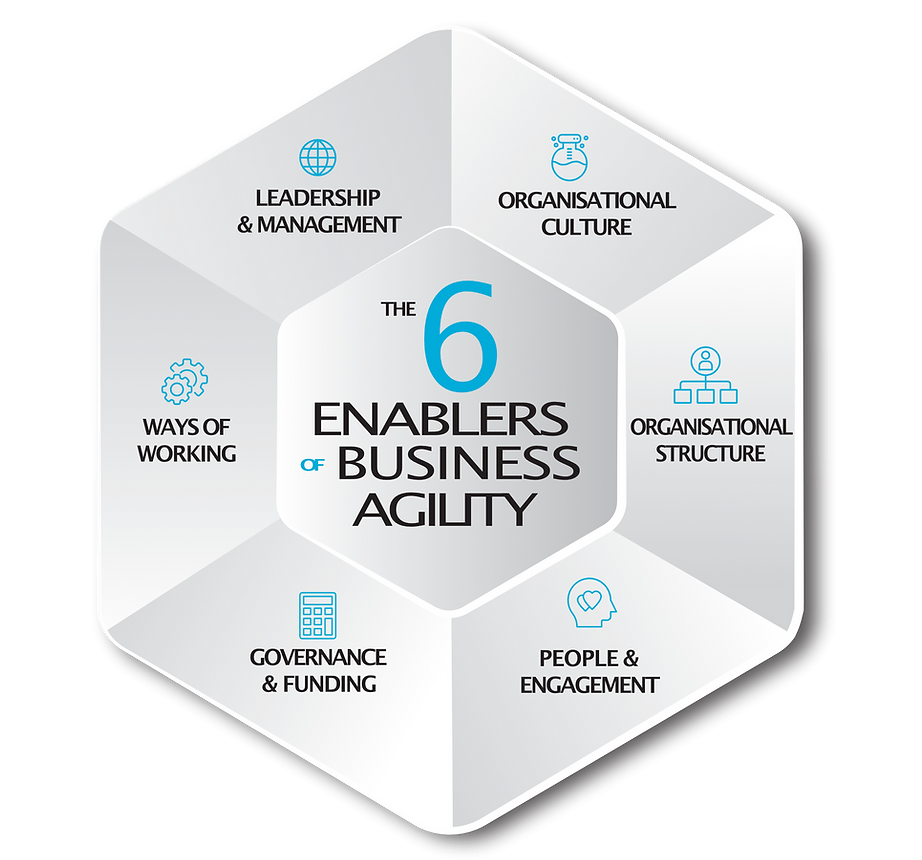 LEADERSHIP
& MANAGEMENT
ORGANISATIONAL
CULTURE
THE 6
ENABLERS
OF BUSINESS
AGILITY
WAYS OF
WORKING
ORGANISATIONAL
STRUCTURE
GOVERNANCE
& FUNDING
PEOPLE &
ENGAGEMENT